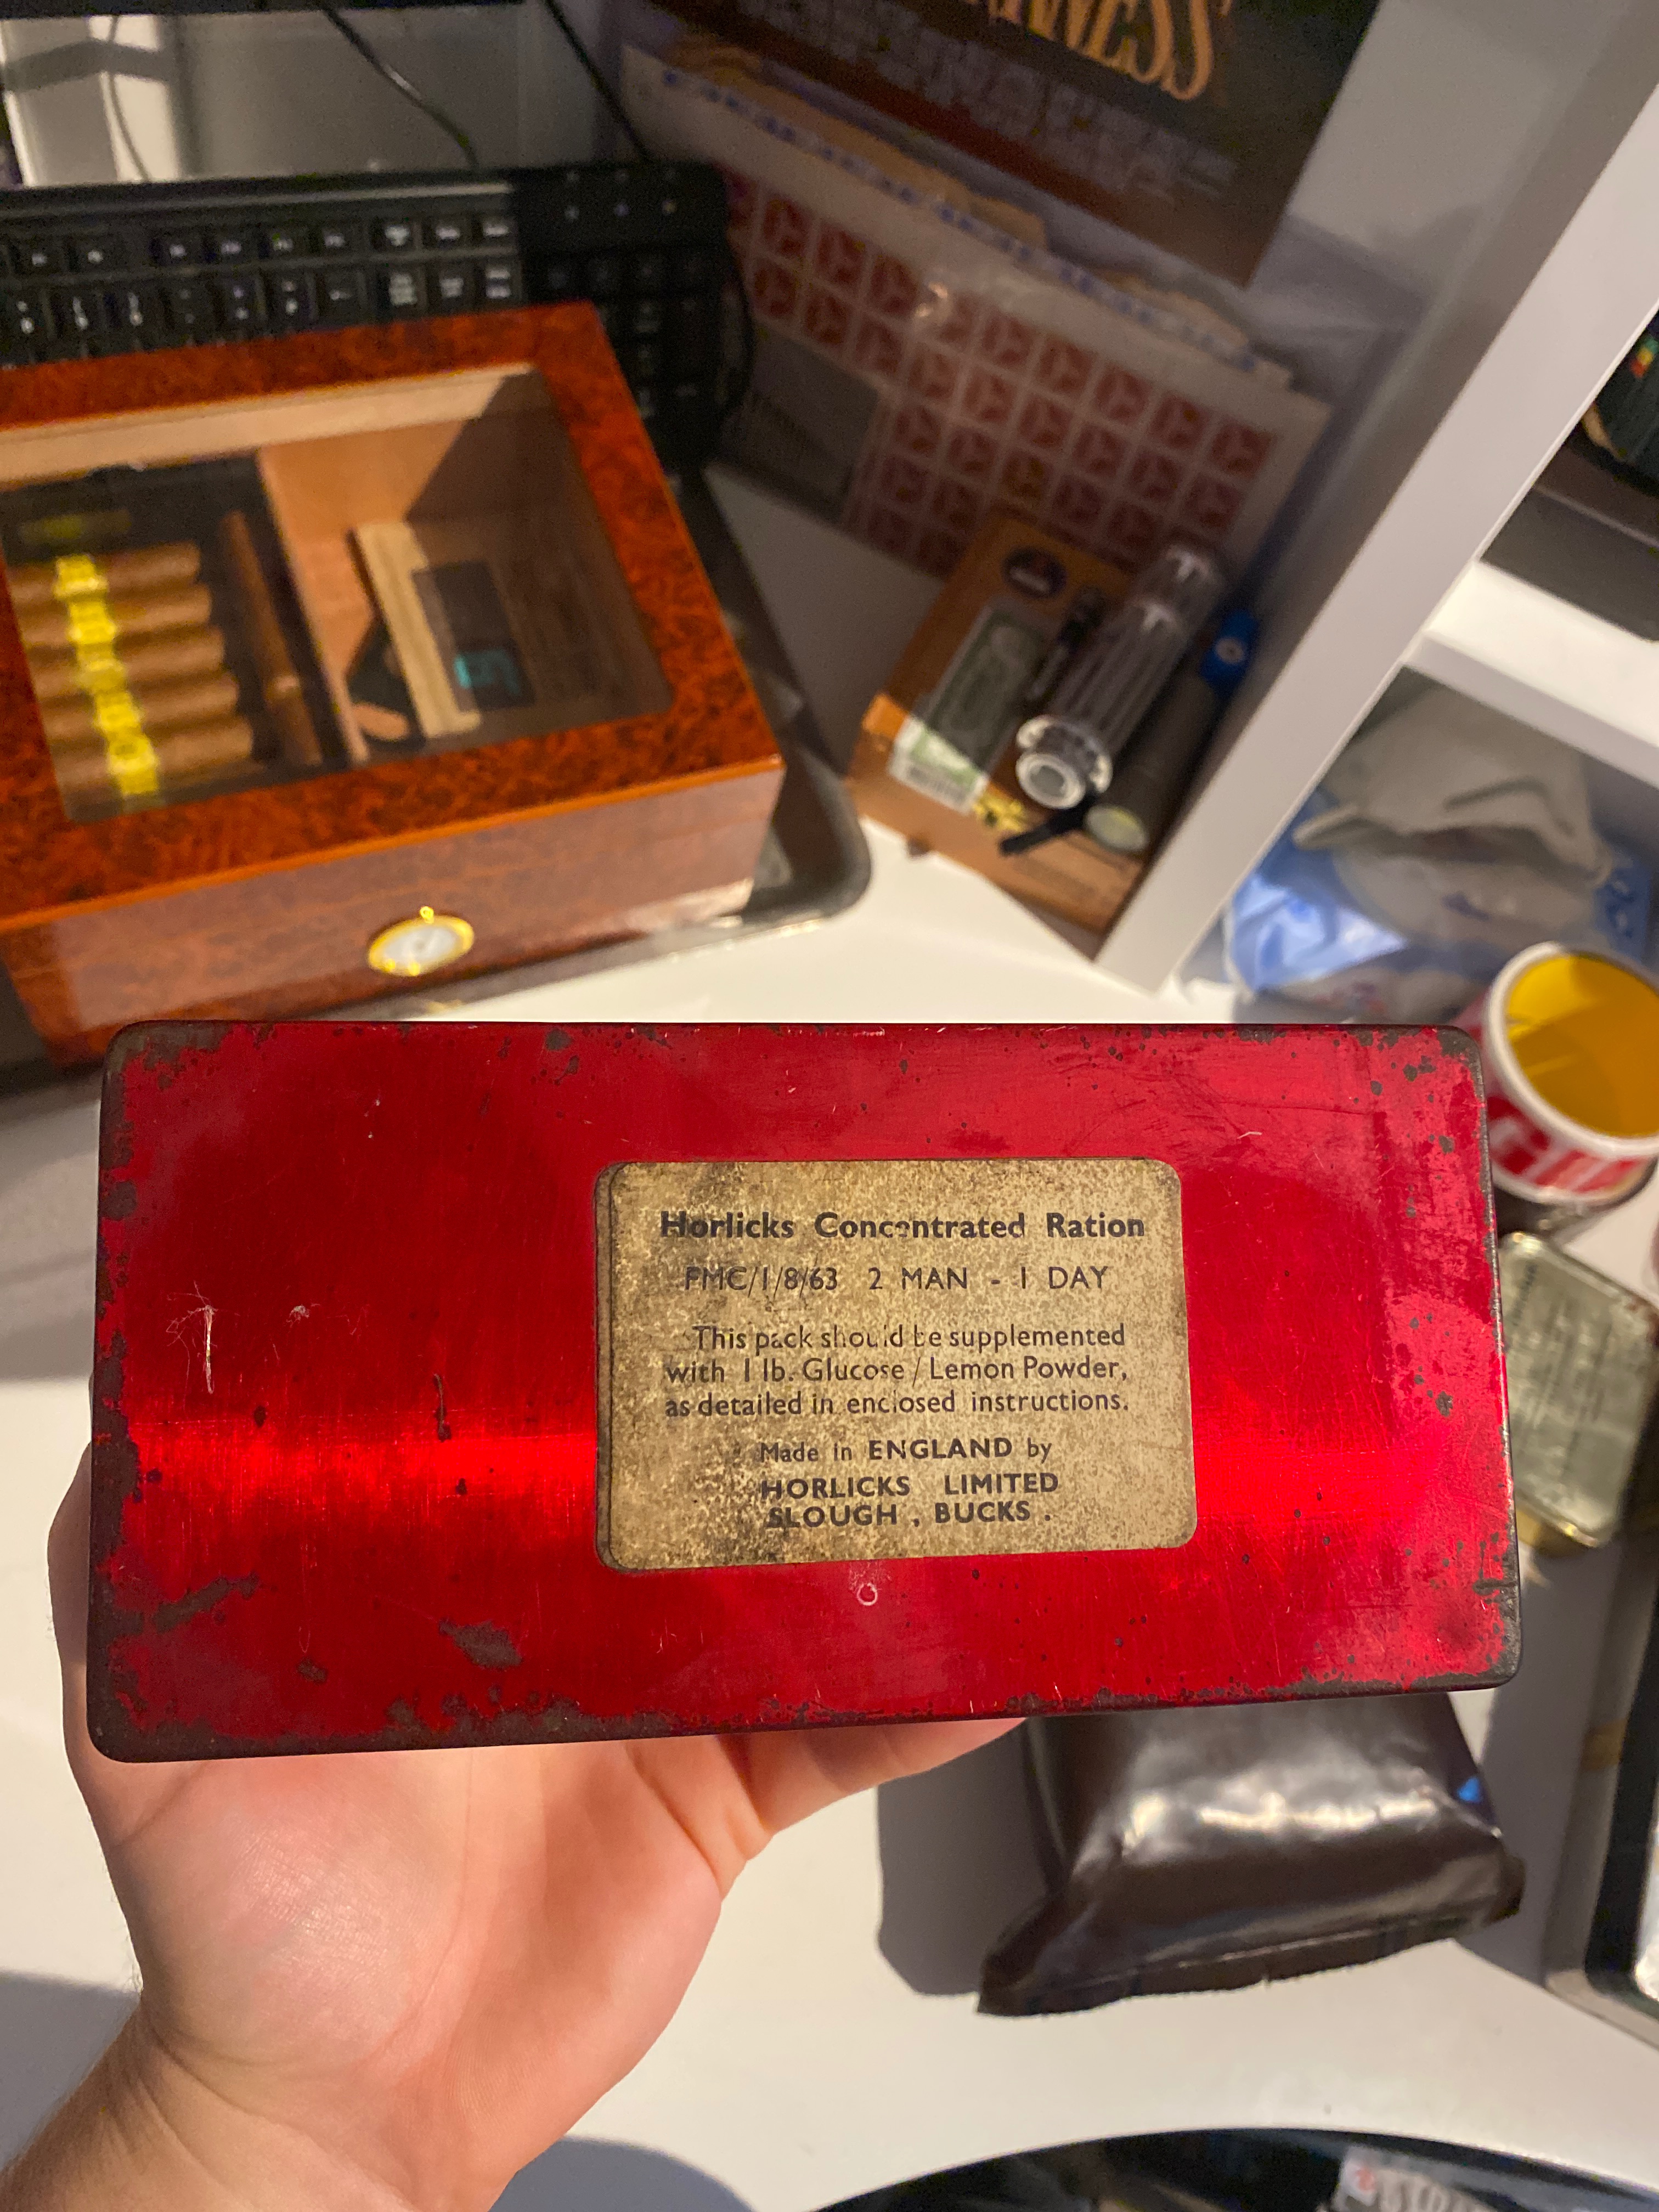 Horlicks Concentrated Ration
FMC/1/8/63 2 MAN - 1 DAY
This pack should be supplemented
with 1 lb. Glucose / Lemon Powder,
as detailed in enclosed instructions.
Made in ENGLAND by
HORLICKS LIMITED
SLOUGH , BUCKS .